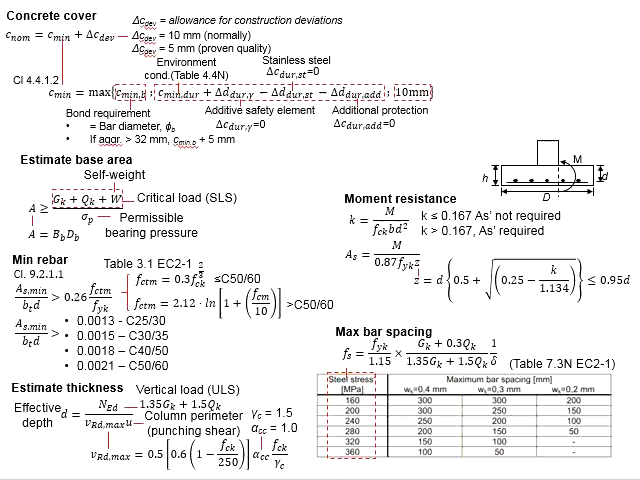 Concrete cover
c_nom = c_min + Δc_dev
Δc_dev = allowance for construction deviations
Δc_dev = 10 mm (normally)
Δc_dev = 5 mm (proven quality)
Cl 4.4.1.2
Environment
cond.(Table 4.4N)
Stainless steel
Δc_dur,st=0
c_min = max{c_min,b ; c_min,dur + Δd_dur,γ − Δd_dur,st − Δd_dur,add ; 10mm}
Bond requirement
• = Bar diameter, ϕ_b
• If aggr. > 32 mm, c_min,b + 5 mm
Additive safety element
Δc_dur,γ=0
Additional protection
Δc_dur,add=0
Estimate base area
Self-weight
A ≥ (G_k + Q_k + W)/σ_p
Critical load (SLS)
Permissible
bearing pressure
A = B_b D_b
h
M
d
D
Moment resistance
k = M/(f_ck b d²)
k ≤ 0.167 As' not required
k > 0.167, As' required
A_s = M/(0.87 f_yk z)
z = d {0.5 + √(0.25 − k/1.134)} ≤ 0.95d
Min rebar
Cl. 9.2.1.1
Table 3.1 EC2-1
A_s,min/(b_t d) > 0.26 f_ctm/f_yk
f_ctm = 0.3 f_ck^(2/3) ≤C50/60
f_ctm = 2.12 · ln [1 + (f_cm/10)] >C50/60
A_s,min/(b_t d) >
• 0.0013 - C25/30
• 0.0015 – C30/35
• 0.0018 – C40/50
• 0.0021 – C50/60
Estimate thickness
Vertical load (ULS)
Effective
depth
d = N_Ed/(v_Rd,max u)
1.35G_k + 1.5Q_k
Column perimeter
(punching shear)
γ_c = 1.5
α_cc = 1.0
v_Rd,max = 0.5 [0.6 (1 − f_ck/250)] α_cc f_ck/γ_c
Max bar spacing
f_s = f_yk/1.15 × (G_k + 0.3Q_k)/(1.35G_k + 1.5Q_k) 1/δ
(Table 7.3N EC2-1)
Steel stress Maximum bar spacing [mm]
[MPa] w_k=0,4 mm w_k=0,3 mm w_k=0,2 mm
160 300 300 200
200 300 250 150
240 250 200 100
280 200 150 50
320 150 100 -
360 100 50 -